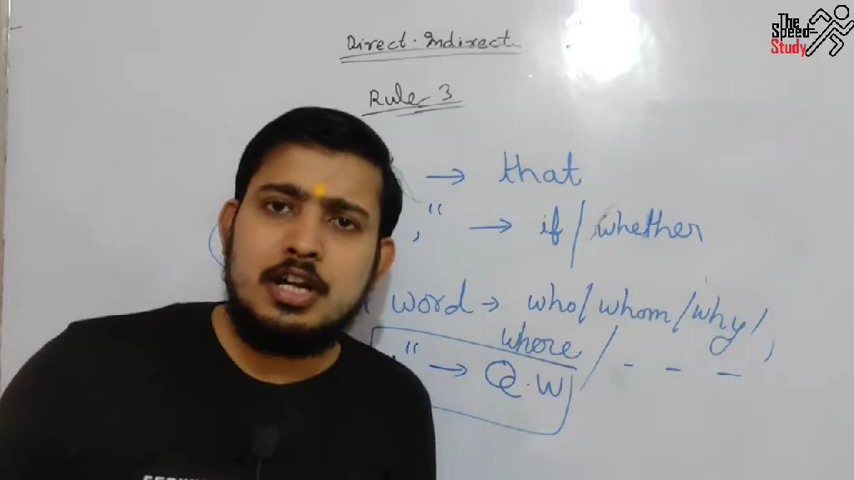 The
Speed
Study
Direct-Indirect
Rule-3
→ that
, " → if / whether
word → who / whom / why /
where / - - -
, " → Q.W